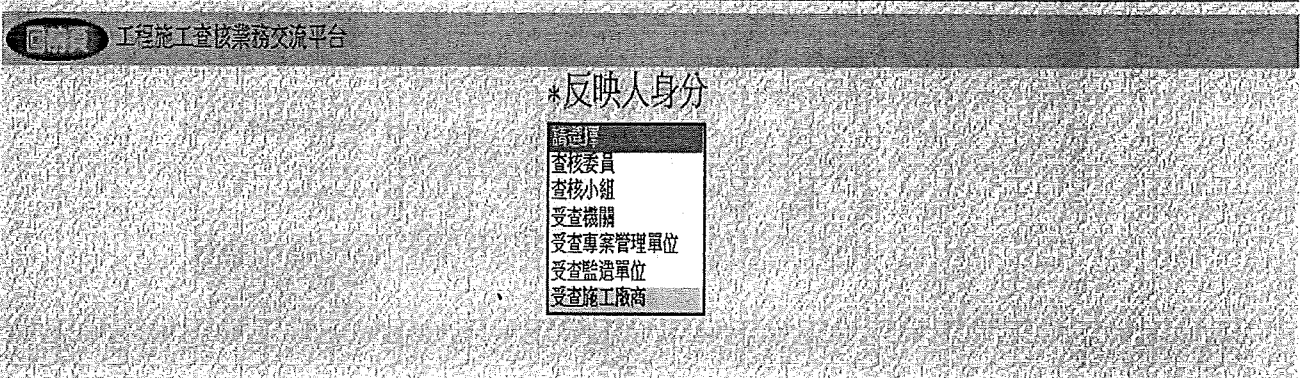 回首頁
工程施工查核業務交流平台
*反映人身分
請選擇
查核委員
查核小組
受查機關
受查專案管理單位
受查監造單位
受查施工廠商